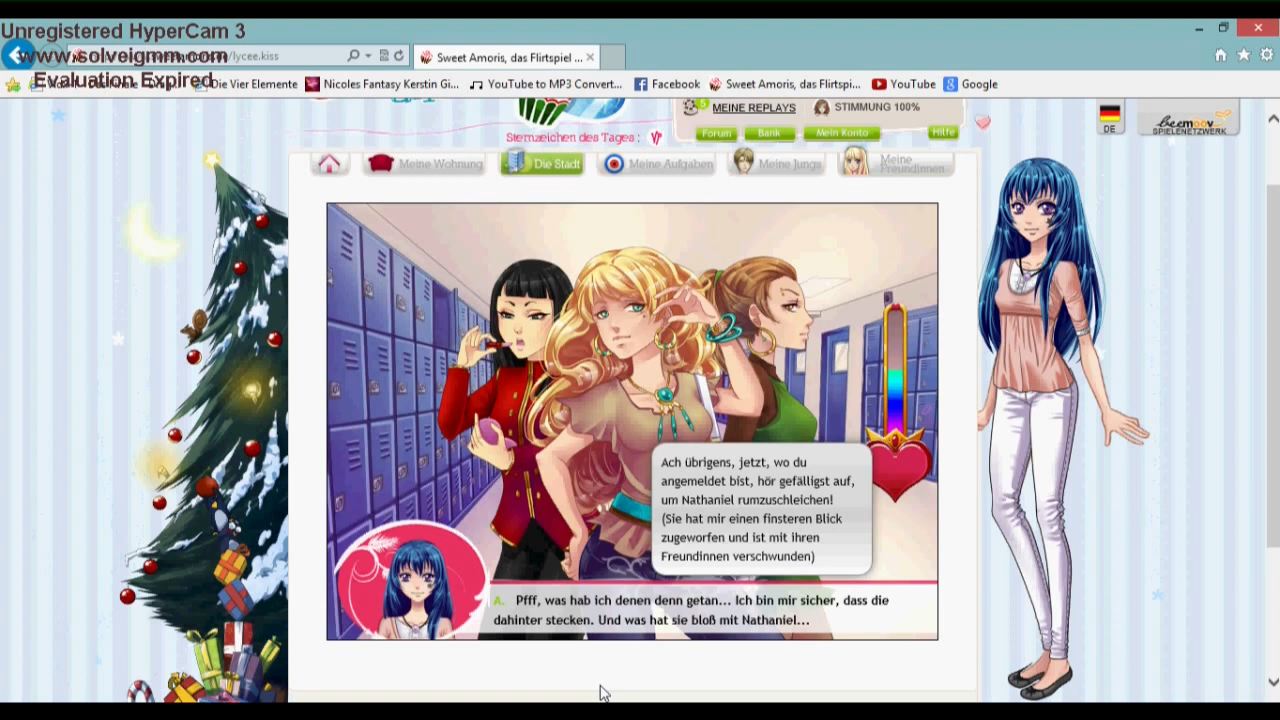 Unregistered HyperCam 3
www.solveigmm.com
/lycee.kiss
Sweet Amoris, das Flirtspiel ...
Evaluation Expired
Die Vier Elemente
Nicoles Fantasy Kerstin Gi...
YouTube to MP3 Convert...
Facebook
Sweet Amoris, das Flirtspi...
YouTube
Google
5
MEINE REPLAYS
STIMMUNG 100%
Forum
Bank
Mein Konto
Hilfe
DE
beemoov
SPIELENETZWERK
Sternzeichen des Tages :
Meine Wohnung
Die Stadt
Meine Aufgaben
Meine Jungs
Meine
Freundinnen
Ach übrigens, jetzt, wo du
angemeldet bist, hör gefälligst auf,
um Nathaniel rumzuschleichen!
(Sie hat mir einen finsteren Blick
zugeworfen und ist mit ihren
Freundinnen verschwunden)
A. Pfff, was hab ich denen denn getan... Ich bin mir sicher, dass die
dahinter stecken. Und was hat sie bloß mit Nathaniel...